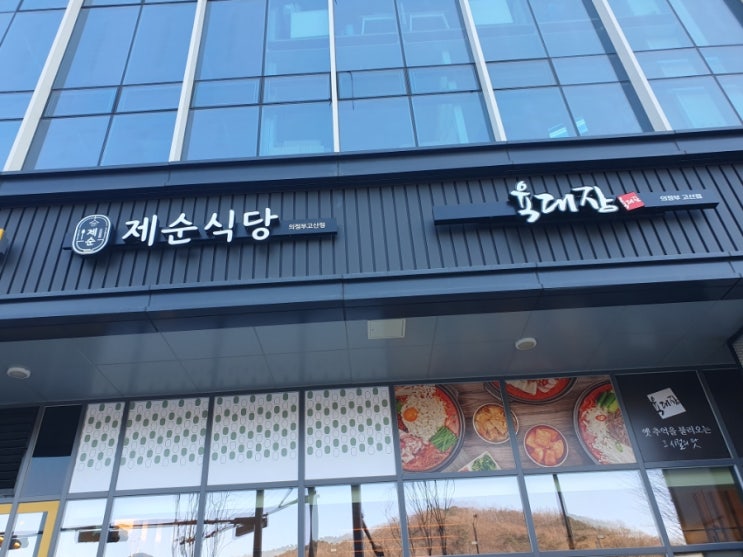 제순
제순식당 의정부고산점
육대장 의정부 고산점
육대장
옛 추억을 불러오는
그 시절의 맛